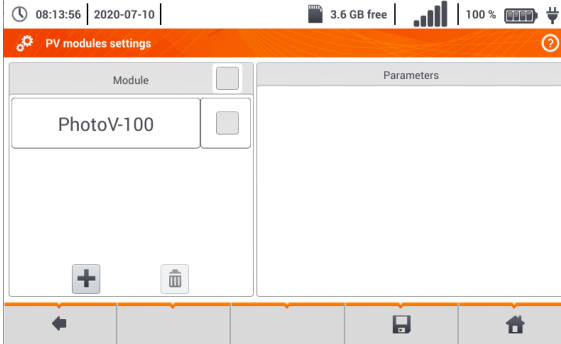 08:13:56 2020-07-10 3.6 GB free 100 %
PV modules settings ?
Module Parameters
PhotoV-100